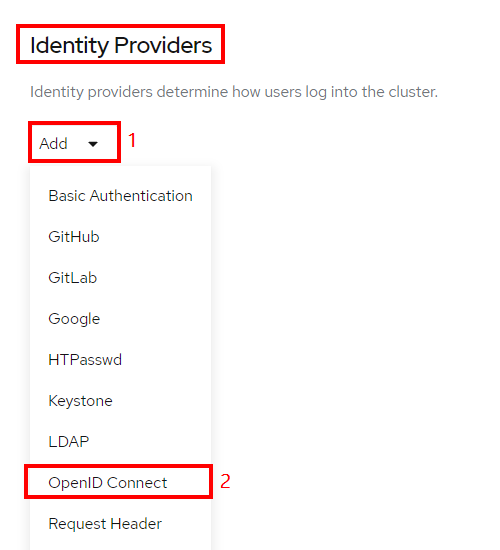 Identity Providers
Identity providers determine how users log into the cluster.
Add 1
Basic Authentication
GitHub
GitLab
Google
HTPasswd
Keystone
LDAP
OpenID Connect 2
Request Header